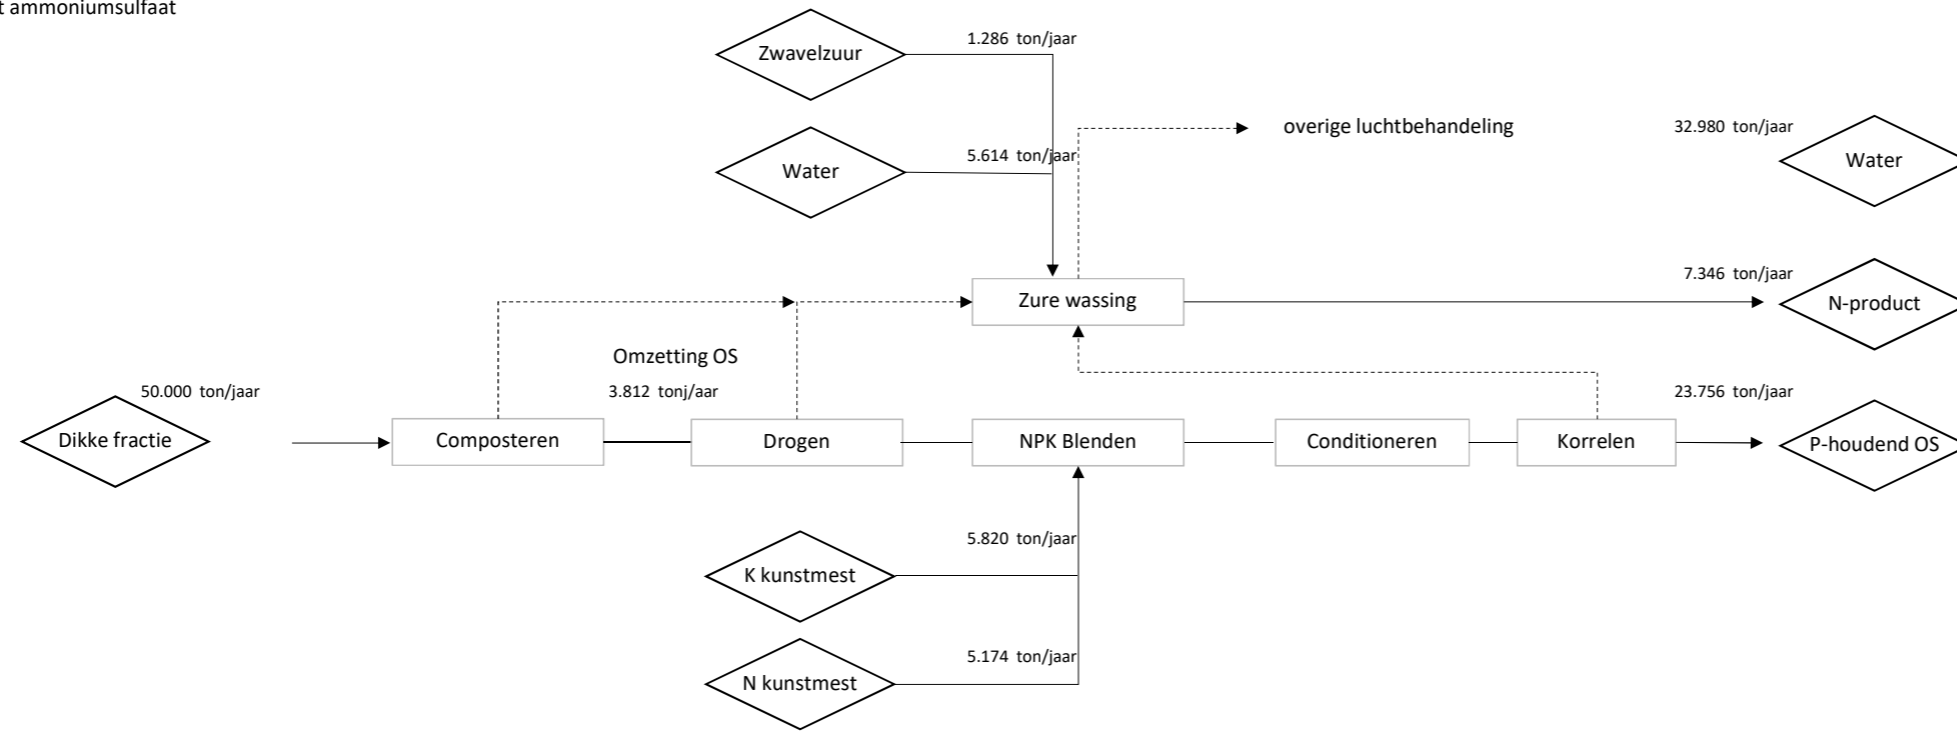 t ammoniumsulfaat
1.286 ton/jaar
Zwavelzuur
5.614 ton/jaar
Water
overige luchtbehandeling
32.980 ton/jaar
Water
Zure wassing
7.346 ton/jaar
N-product
Omzetting OS
3.812 tonj/aar
50.000 ton/jaar
Dikke fractie
Composteren
Drogen
NPK Blenden
Conditioneren
Korrelen
23.756 ton/jaar
P-houdend OS
5.820 ton/jaar
K kunstmest
5.174 ton/jaar
N kunstmest